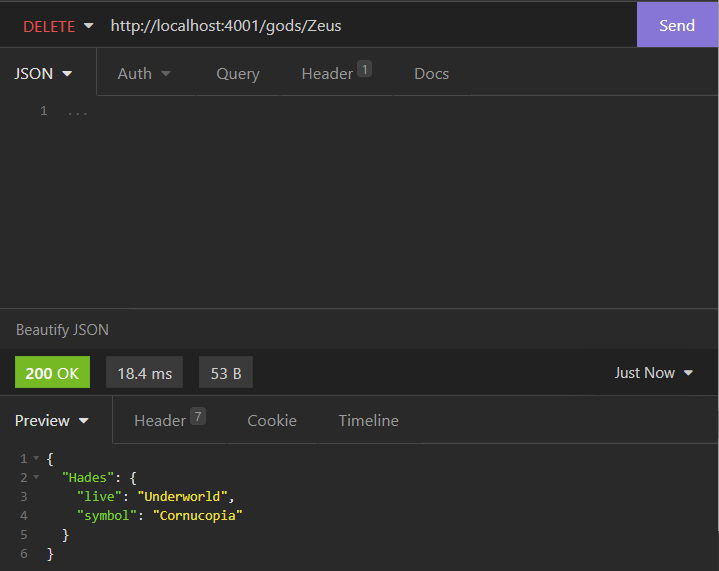 DELETE http://localhost:4001/gods/Zeus Send
JSON Auth Query Header 1 Docs
1 ...
Beautify JSON
200 OK 18.4 ms 53 B Just Now
Preview Header 7 Cookie Timeline
1 {
2 "Hades": {
3 "live": "Underworld",
4 "symbol": "Cornucopia"
5 }
6 }